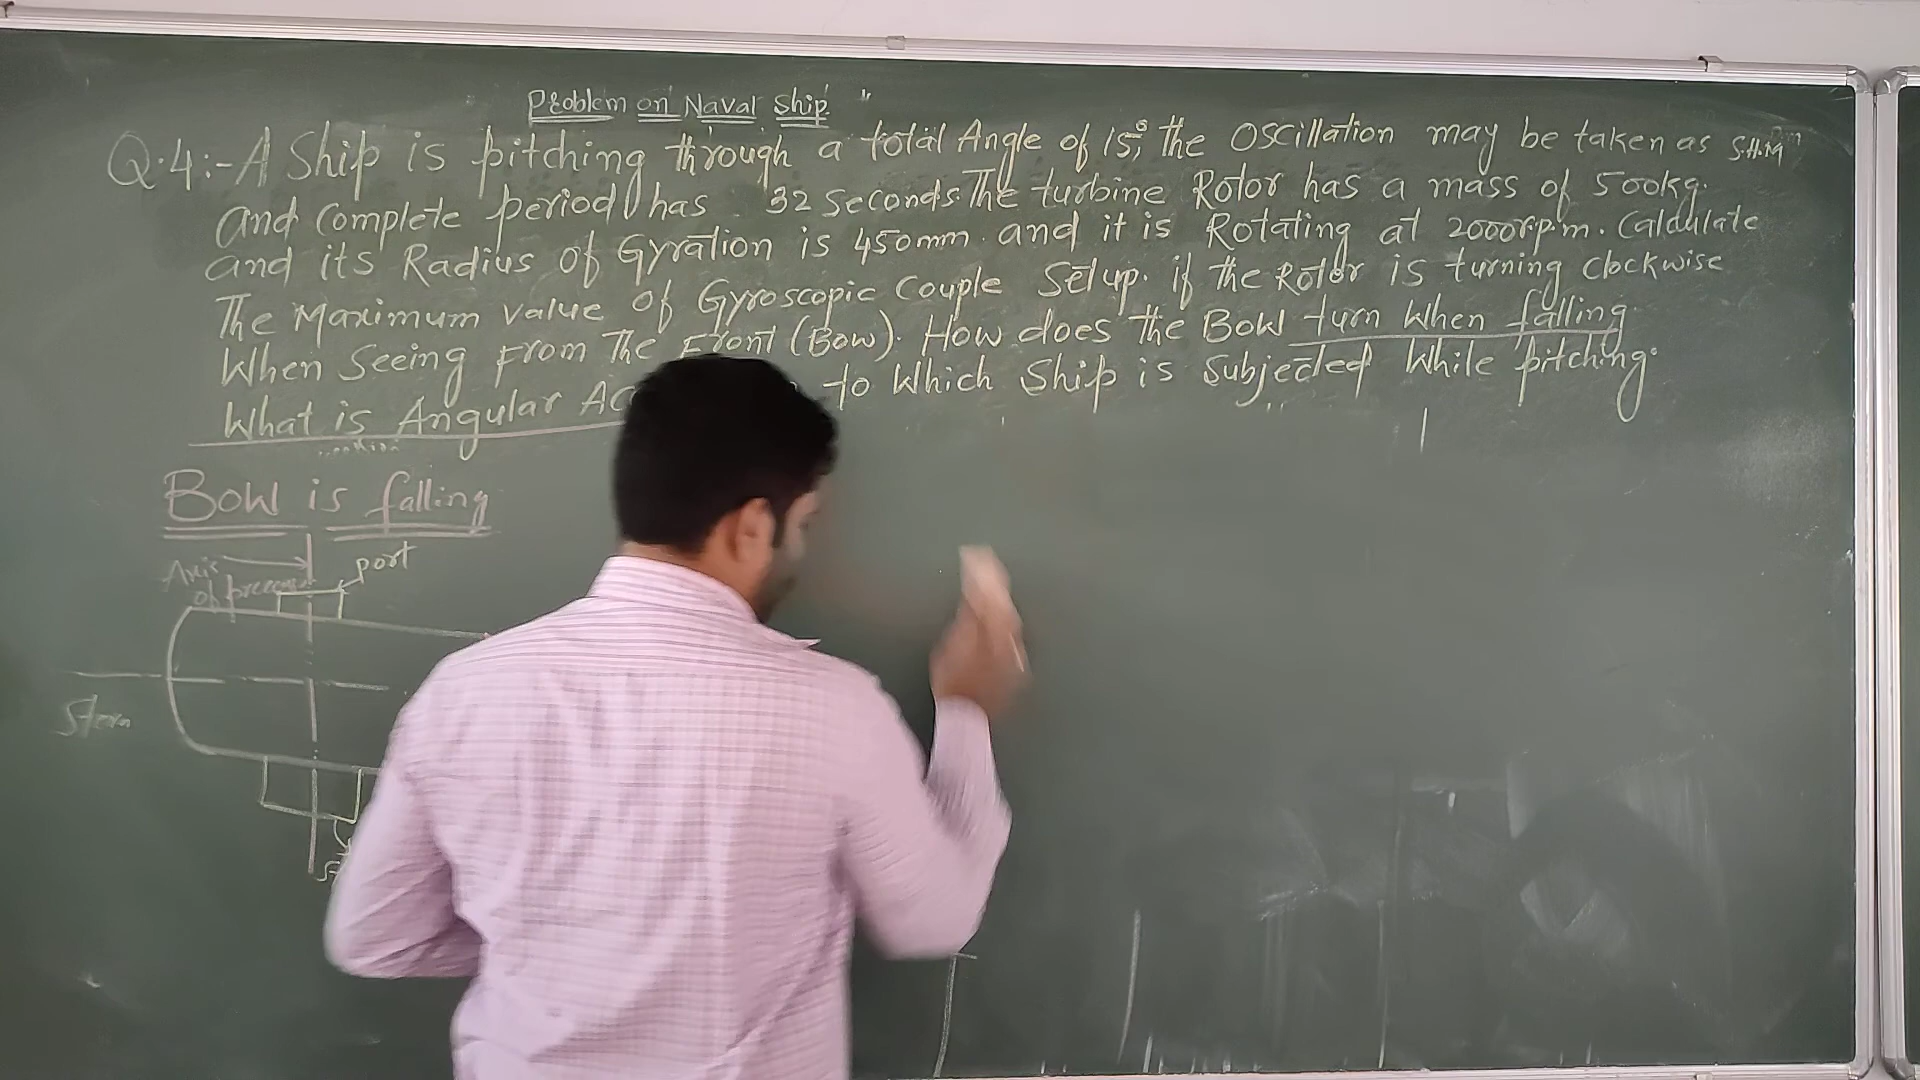 Problem on Naval Ship "
Q.4:- A Ship is pitching through a total Angle of 15°, the Oscillation may be taken as S.H.M
and complete period has 32 Seconds. The turbine Rotor has a mass of 500kg.
and its Radius of Gyration is 450mm. and it is Rotating at 2000r.p.m. Caldulate
The Maximum value of Gyroscopic Couple Setup. if the Rotor is turning Clockwise
When Seeing From The Front (Bow). How does the Bow turn When falling.
What is Angular to Which Ship is Subjected While pitching.
Bow is falling
Axis
of
port
Stern